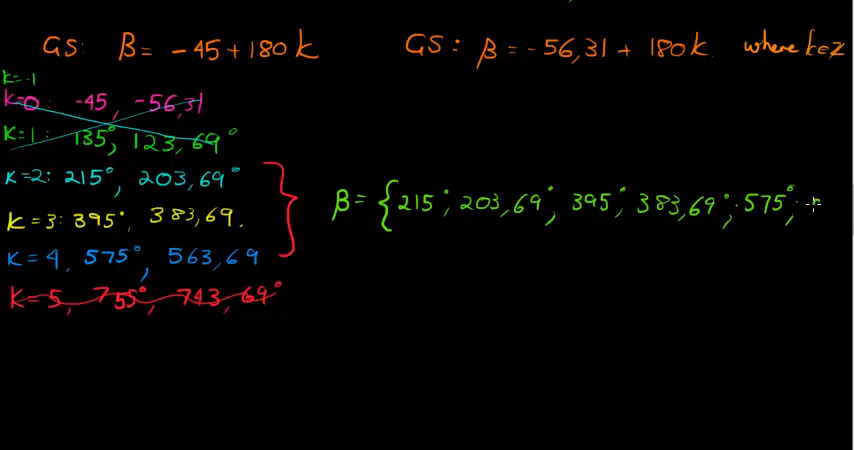 GS: β = -45 + 180k GS: β = -56,31 + 180k where k∈Z
K=-1
K=0: -45, -56,31
K=1: 135°, 123,69°
K=2: 215°, 203,69° β = {215°; 203,69°; 395°; 383,69°; 575°;
K=3: 395°, 383,69.
K=4, 575°, 563,69
K=5, 755°, 743,69°